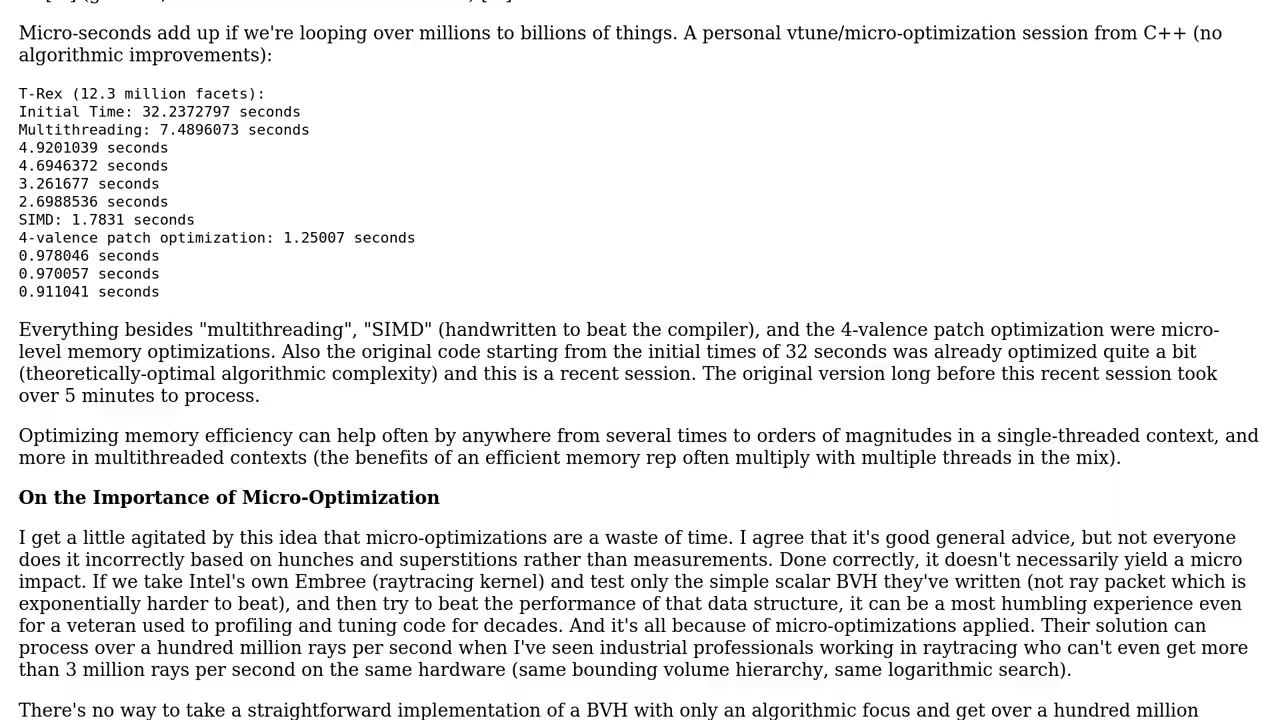 Micro-seconds add up if we're looping over millions to billions of things. A personal vtune/micro-optimization session from C++ (no
algorithmic improvements):
T-Rex (12.3 million facets):
Initial Time: 32.2372797 seconds
Multithreading: 7.4896073 seconds
4.9201039 seconds
4.6946372 seconds
3.261677 seconds
2.6988536 seconds
SIMD: 1.7831 seconds
4-valence patch optimization: 1.25007 seconds
0.978046 seconds
0.970057 seconds
0.911041 seconds
Everything besides "multithreading", "SIMD" (handwritten to beat the compiler), and the 4-valence patch optimization were micro-
level memory optimizations. Also the original code starting from the initial times of 32 seconds was already optimized quite a bit
(theoretically-optimal algorithmic complexity) and this is a recent session. The original version long before this recent session took
over 5 minutes to process.
Optimizing memory efficiency can help often by anywhere from several times to orders of magnitudes in a single-threaded context, and
more in multithreaded contexts (the benefits of an efficient memory rep often multiply with multiple threads in the mix).
On the Importance of Micro-Optimization
I get a little agitated by this idea that micro-optimizations are a waste of time. I agree that it's good general advice, but not everyone
does it incorrectly based on hunches and superstitions rather than measurements. Done correctly, it doesn't necessarily yield a micro
impact. If we take Intel's own Embree (raytracing kernel) and test only the simple scalar BVH they've written (not ray packet which is
exponentially harder to beat), and then try to beat the performance of that data structure, it can be a most humbling experience even
for a veteran used to profiling and tuning code for decades. And it's all because of micro-optimizations applied. Their solution can
process over a hundred million rays per second when I've seen industrial professionals working in raytracing who can't even get more
than 3 million rays per second on the same hardware (same bounding volume hierarchy, same logarithmic search).
There's no way to take a straightforward implementation of a BVH with only an algorithmic focus and get over a hundred million